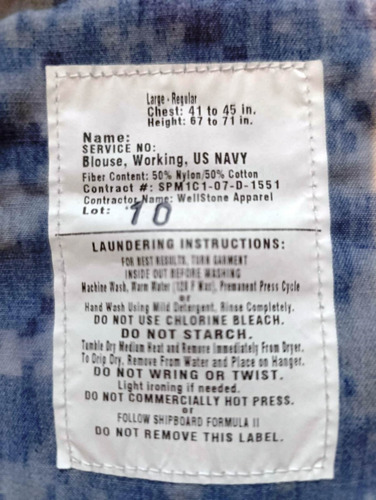 Large - Regular
Chest: 41 to 45 in.
Height: 67 to 71 in.
Name:
SERVICE NO:
Blouse, Working, US NAVY
Fiber Content: 50% Nylon/50% Cotton
Contract #: SPM1C1-07-D-1551
Contractor Name: WellStone Apparel
Lot: 10
LAUNDERING INSTRUCTIONS:
FOR BEST RESULTS, TURN GARMENT
INSIDE OUT BEFORE WASHING
Machine Wash, Warm Water (120 F Max), Premanent Press Cycle
or
Hand Wash Using Mild Detergent, Rinse Completely.
DO NOT USE CHLORINE BLEACH.
DO NOT STARCH.
Tumble Dry Medium Heat and Remove Immediately From Dryer.
To Drip Dry, Remove From Water and Place on Hanger.
DO NOT WRING OR TWIST.
Light ironing if needed.
DO NOT COMMERCIALLY HOT PRESS.
or
FOLLOW SHIPBOARD FORMULA II
DO NOT REMOVE THIS LABEL.